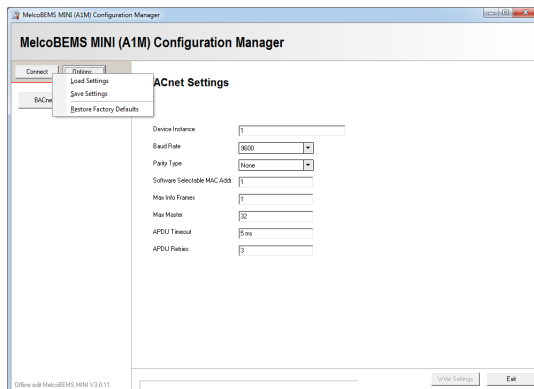 MelcoBEMS MINI (A1M) Configuration Manager
MelcoBEMS MINI (A1M) Configuration Manager
Connect Options
Load Settings
Save Settings
Restore Factory Defaults
BACne
ACnet Settings
Device Instance 1
Baud Rate 9600
Parity Type None
Software Selectable MAC Addr. 1
Max Info Frames 1
Max Master 32
APDU Timeout 5 ms
APDU Retries 3
Offline edit MelcoBEMS MINI V3.0.11
Write Settings Exit